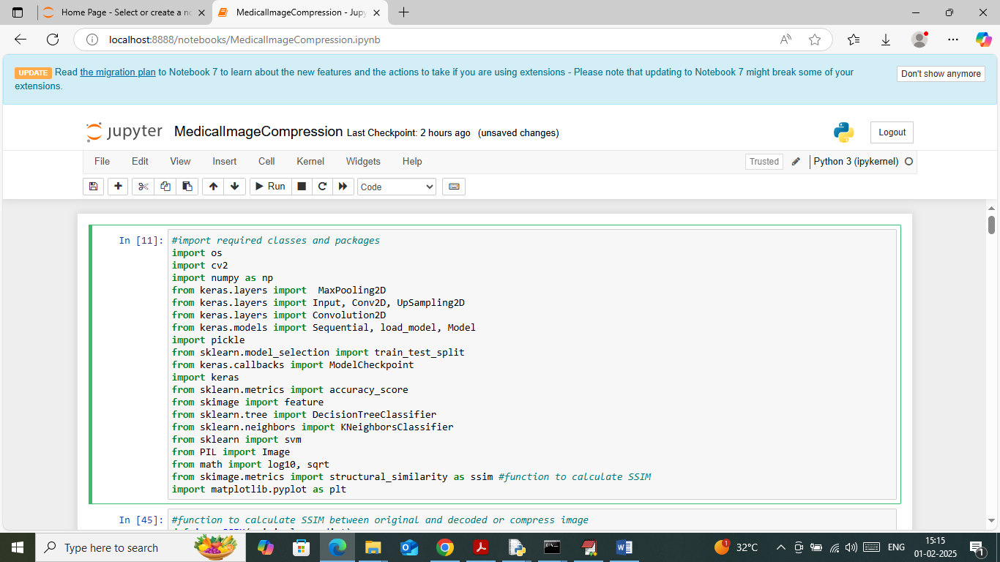 Home Page - Select or create a no
MedicalImageCompression - Jupy
localhost:8888/notebooks/MedicalImageCompression.ipynb
UPDATE Read the migration plan to Notebook 7 to learn about the new features and the actions to take if you are using extensions - Please note that updating to Notebook 7 might break some of your
extensions.
Don't show anymore
jupyter MedicalImageCompression Last Checkpoint: 2 hours ago (unsaved changes)
Logout
File Edit View Insert Cell Kernel Widgets Help
Trusted Python 3 (ipykernel)
Run Code
In [11]: #import required classes and packages
import os
import cv2
import numpy as np
from keras.layers import  MaxPooling2D
from keras.layers import Input, Conv2D, UpSampling2D
from keras.layers import Convolution2D
from keras.models import Sequential, load_model, Model
import pickle
from sklearn.model_selection import train_test_split
from keras.callbacks import ModelCheckpoint
import keras
from sklearn.metrics import accuracy_score
from skimage import feature
from sklearn.tree import DecisionTreeClassifier
from sklearn.neighbors import KNeighborsClassifier
from sklearn import svm
from PIL import Image
from math import log10, sqrt
from skimage.metrics import structural_similarity as ssim #function to calculate SSIM
import matplotlib.pyplot as plt
In [45]: #function to calculate SSIM between original and decoded or compress image
Type here to search
1
32°C
ENG
15:15
01-02-2025
1